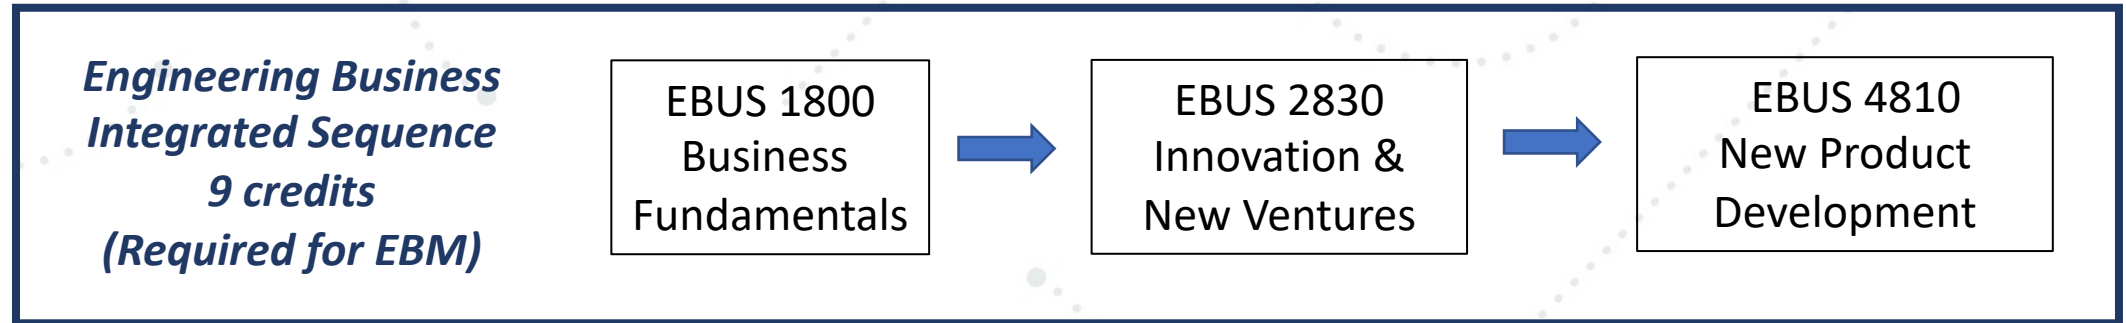 Engineering Business
Integrated Sequence
9 credits
(Required for EBM)
EBUS 1800
Business
Fundamentals
EBUS 2830
Innovation &
New Ventures
EBUS 4810
New Product
Development